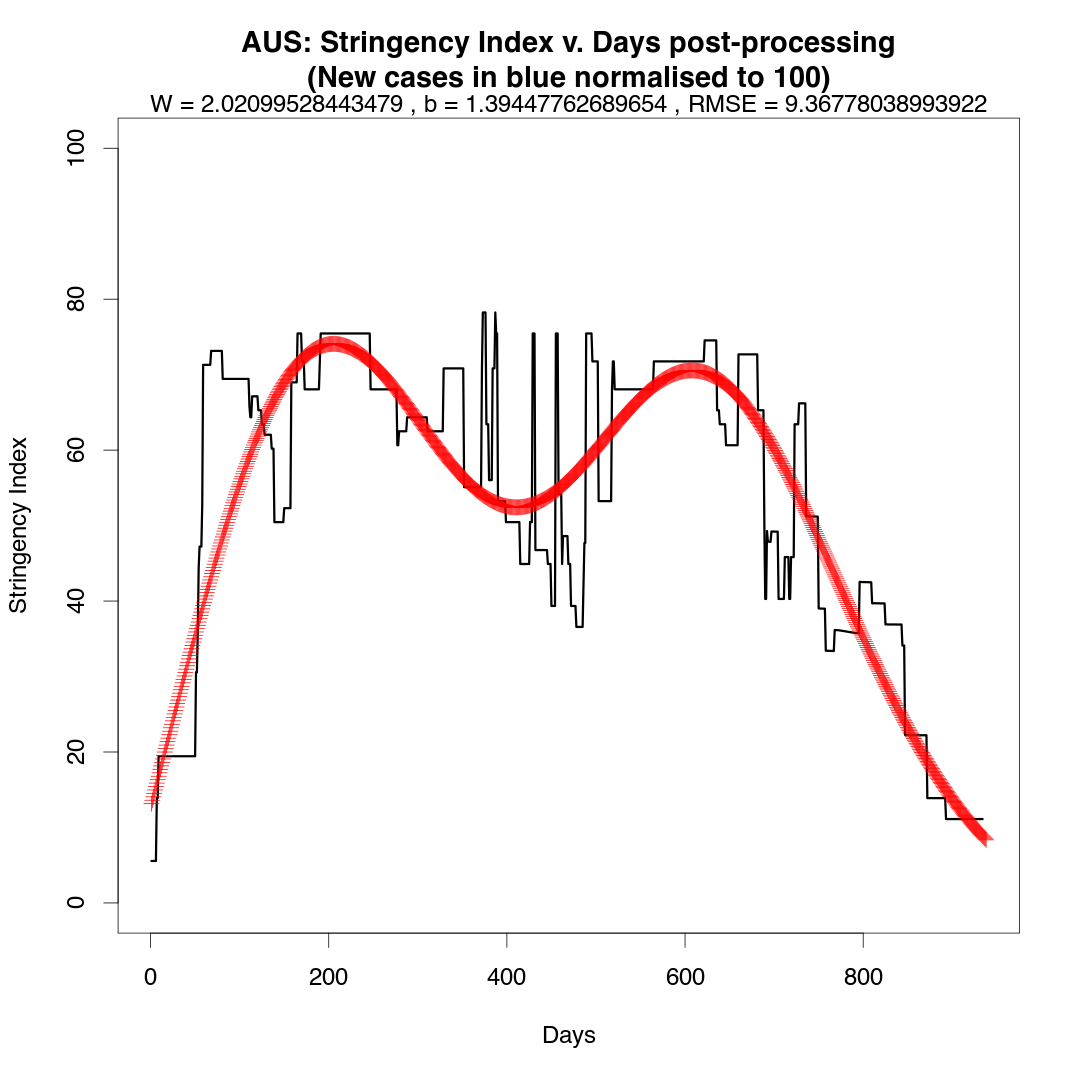 AUS: Stringency Index v. Days post-processing
(New cases in blue normalised to 100)
W = 2.02099528443479 , b = 1.39447762689654 , RMSE = 9.36778038993922
100
80
60
40
20
0
Stringency Index
0 200 400 600 800
Days